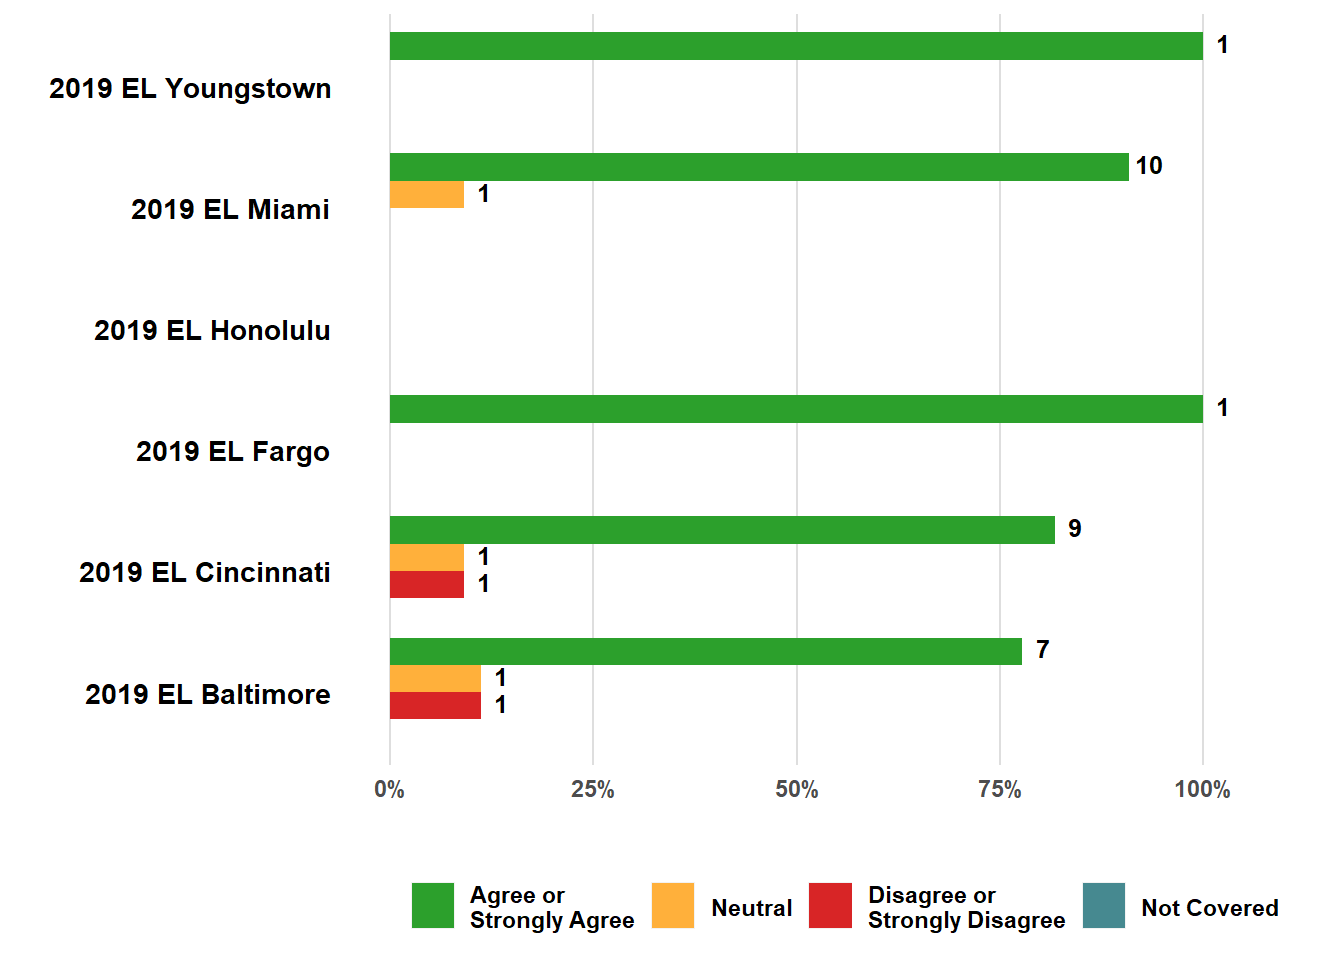 1
2019 EL Youngstown
10
1
2019 EL Miami
2019 EL Honolulu
1
2019 EL Fargo
9
1
2019 EL Cincinnati
1
7
1
2019 EL Baltimore
1
0% 25% 50% 75% 100%
Agree or
Strongly Agree
Neutral
Disagree or
Strongly Disagree
Not Covered